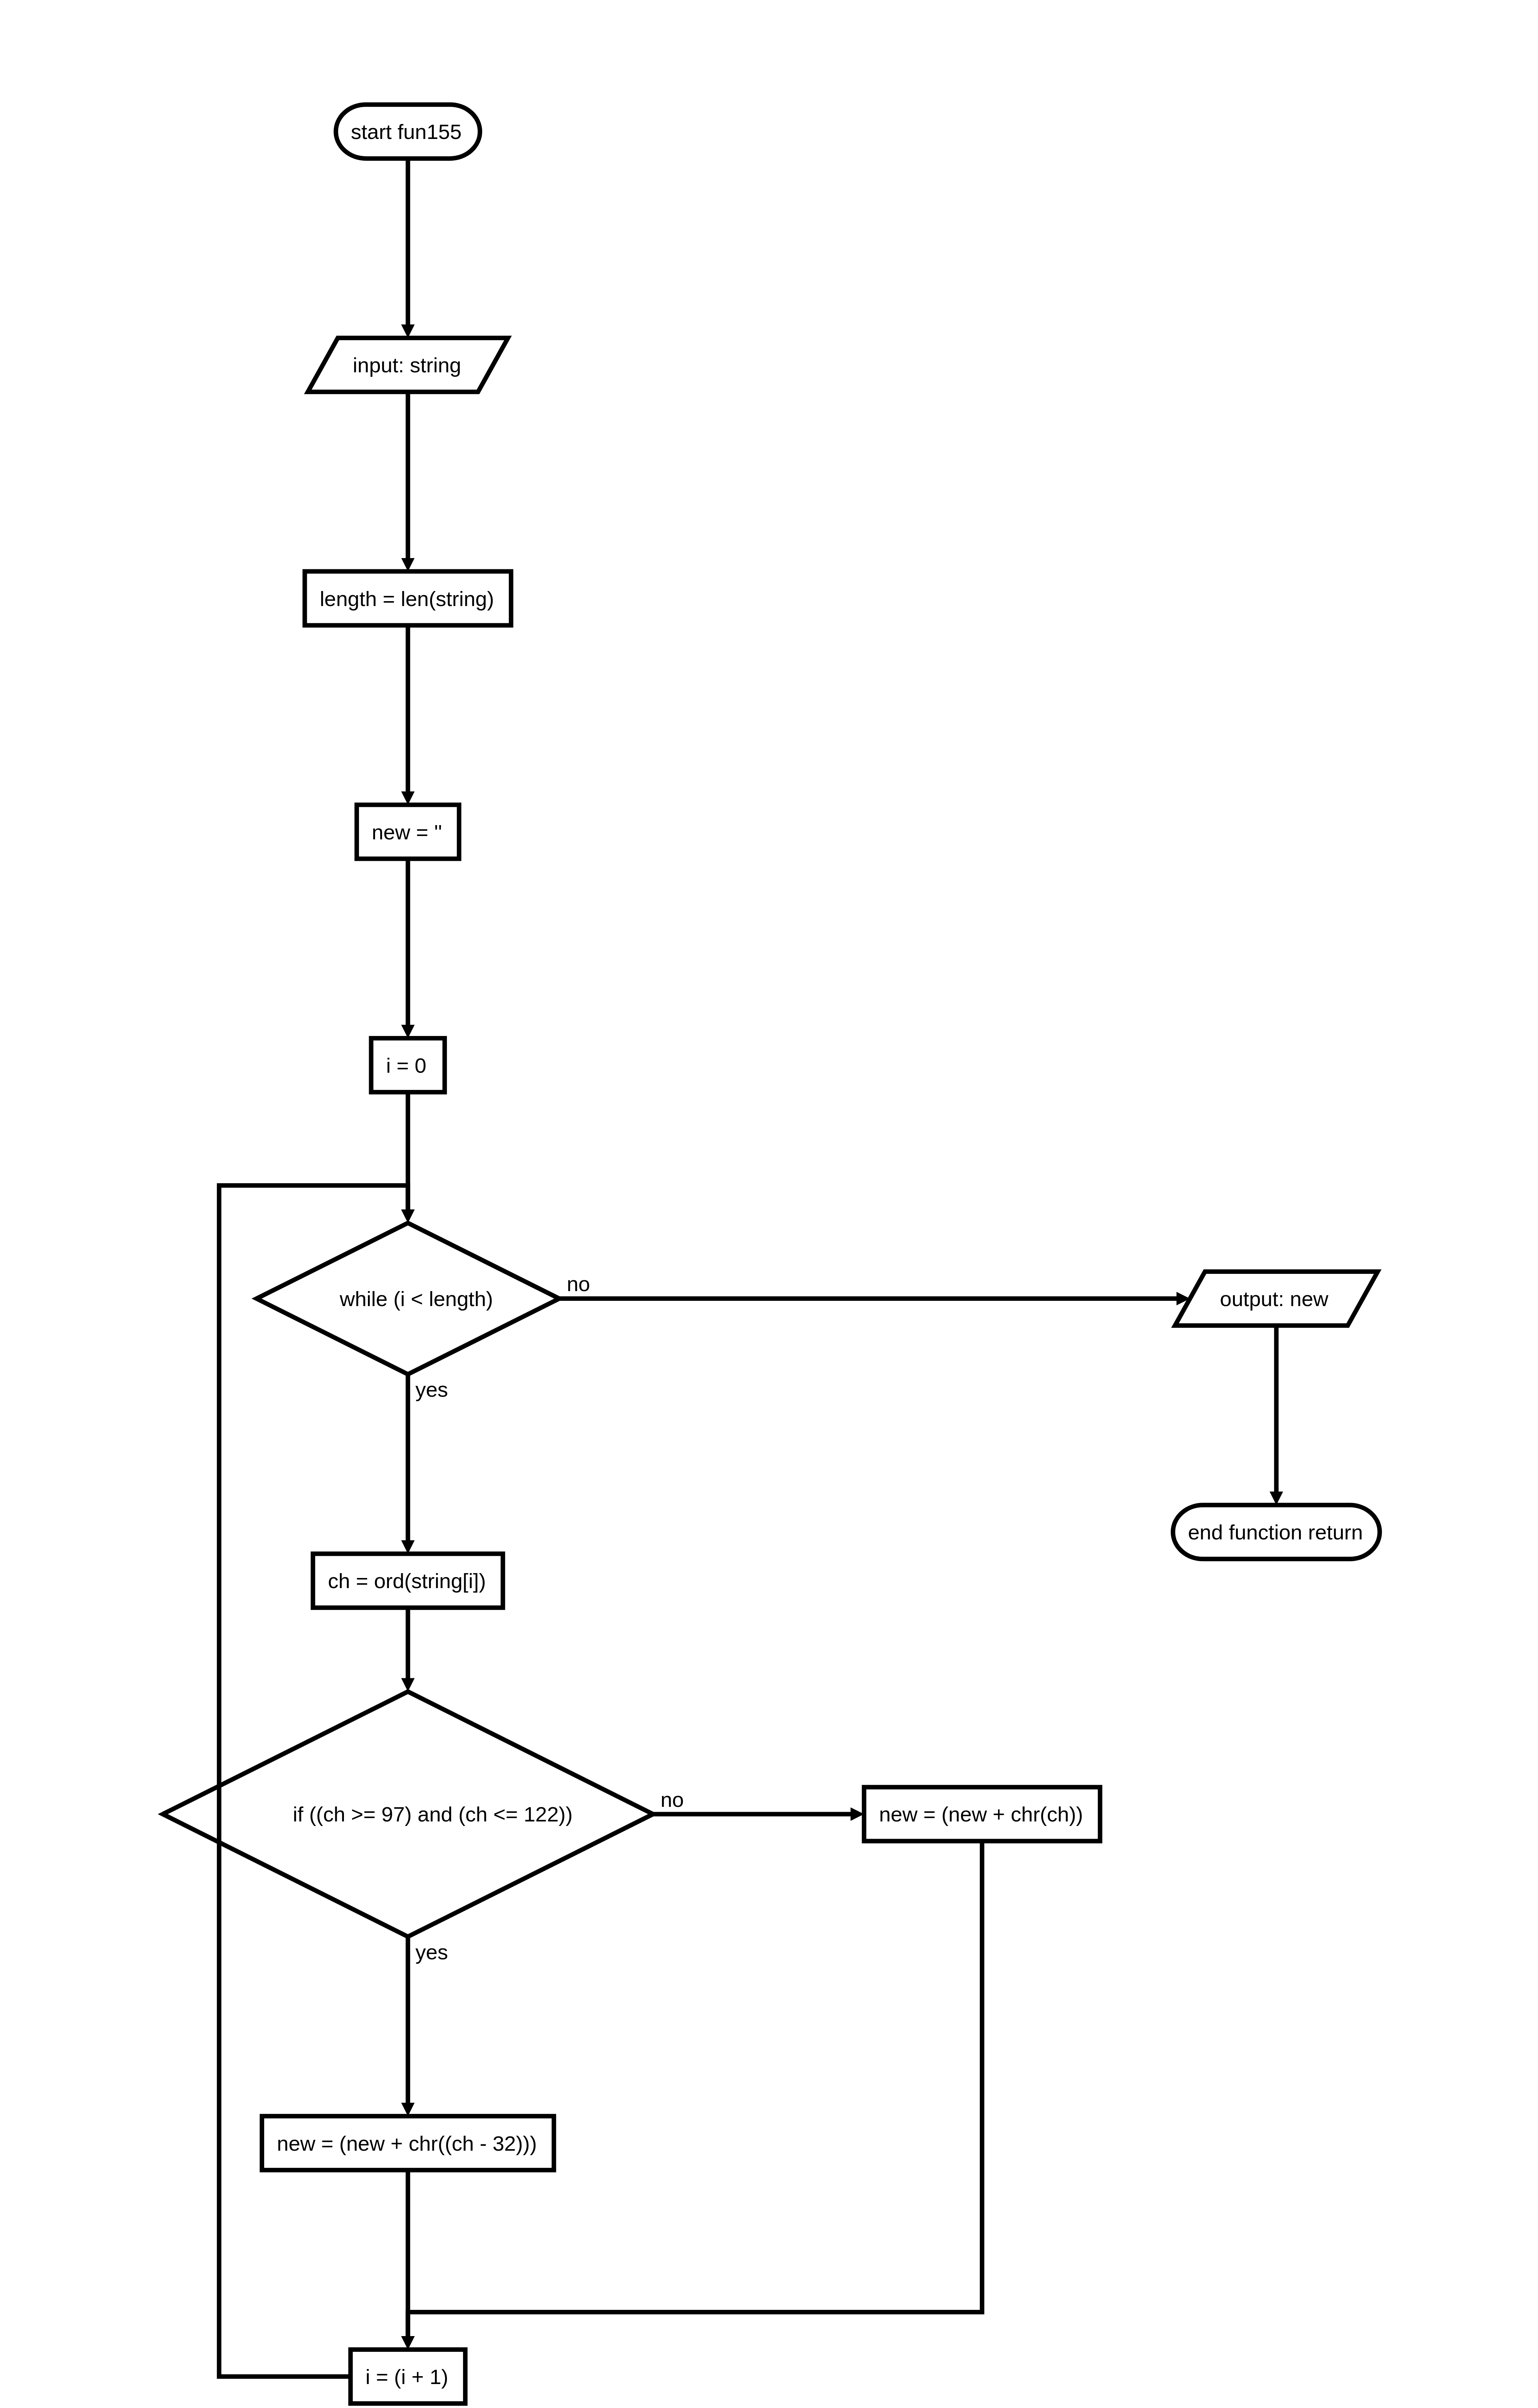 start fun155
input: string
length = len(string)
new = ''
i = 0
while (i < length)
no
output: new
yes
end function return
ch = ord(string[i])
if ((ch >= 97) and (ch <= 122))
no
new = (new + chr(ch))
yes
new = (new + chr((ch - 32)))
i = (i + 1)